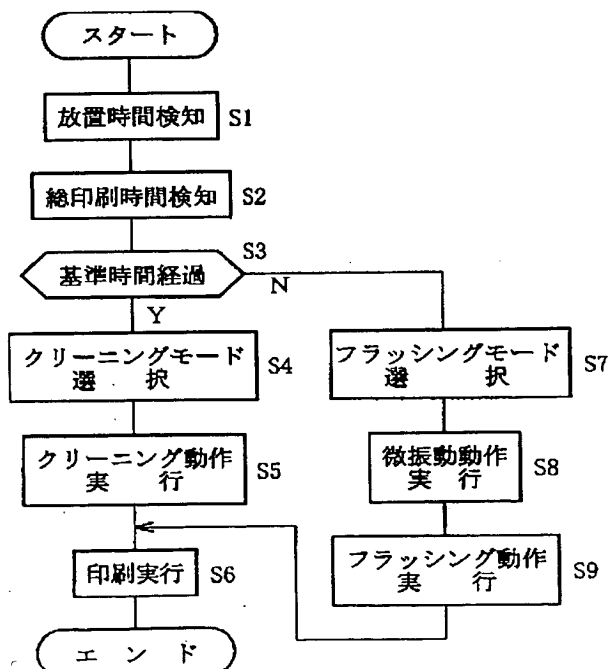 スタート
放置時間検知 S1
総印刷時間検知 S2
S3
基準時間経過
N
Y
クリーニングモード
選 択
S4
クリーニング動作
実 行
S5
印刷実行 S6
エ ン ド
フラッシングモード
選 択
S7
微振動動作
実 行
S8
フラッシング動作
実 行
S9